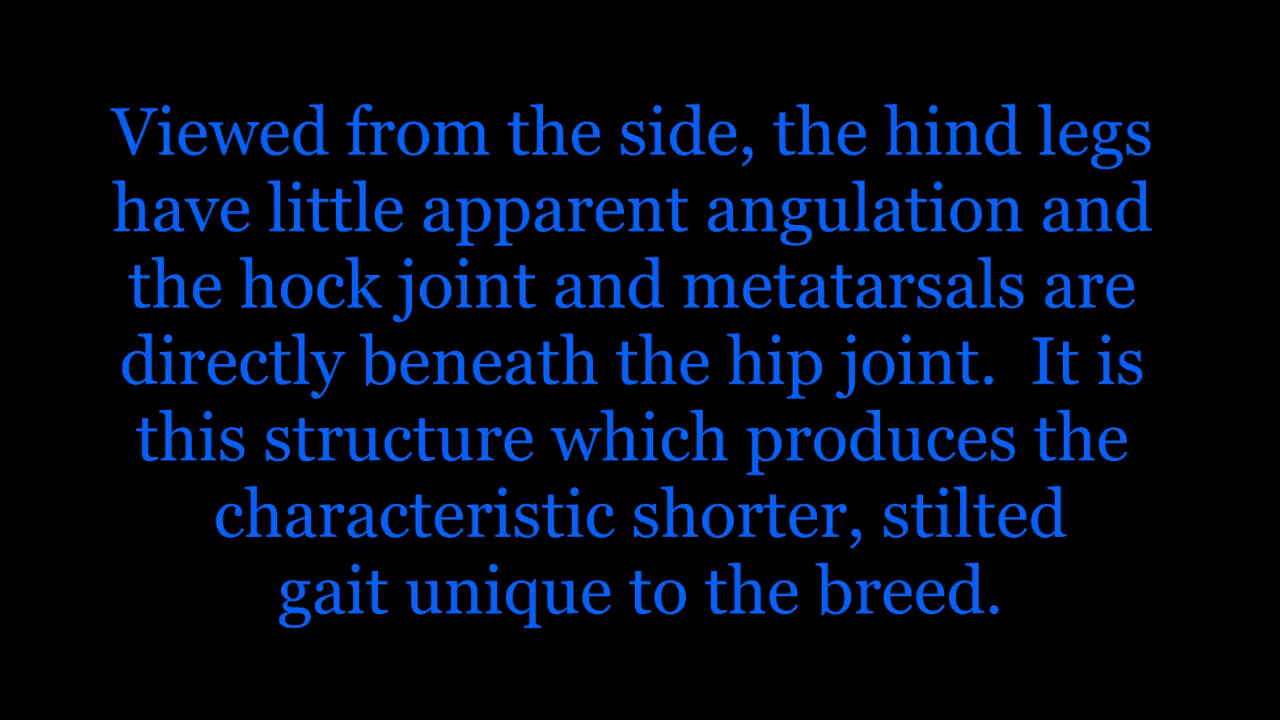 Viewed from the side, the hind legs
have little apparent angulation and
the hock joint and metatarsals are
directly beneath the hip joint.  It is
this structure which produces the
characteristic shorter, stilted
gait unique to the breed.